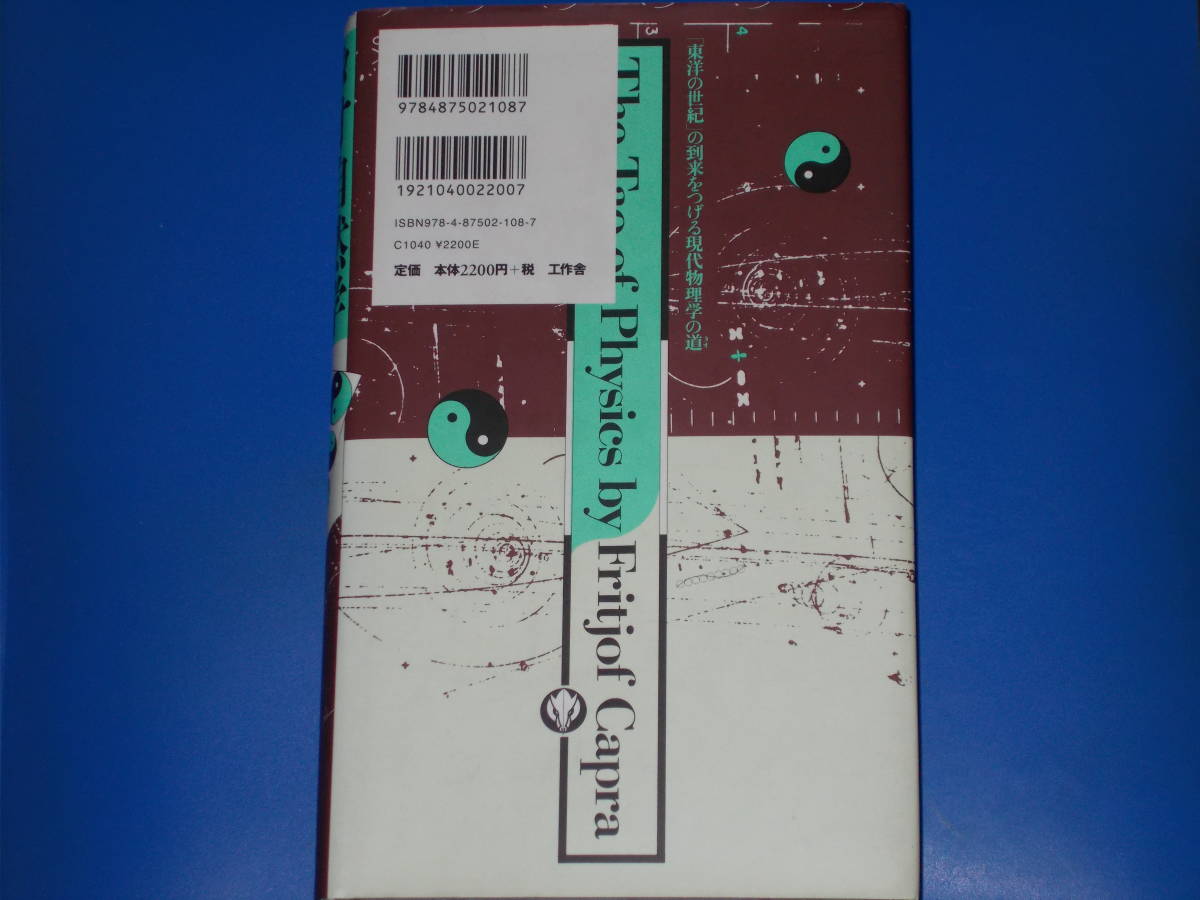 9784875021087
1921040022007
ISBN978-4-87502-108-7
C1040 ¥2200E
定価 本体2200円+税 工作舎
「東洋の世紀」の到来をつげる現代物理学の道
The Tao of Physics by Fritjof Capra
3
4